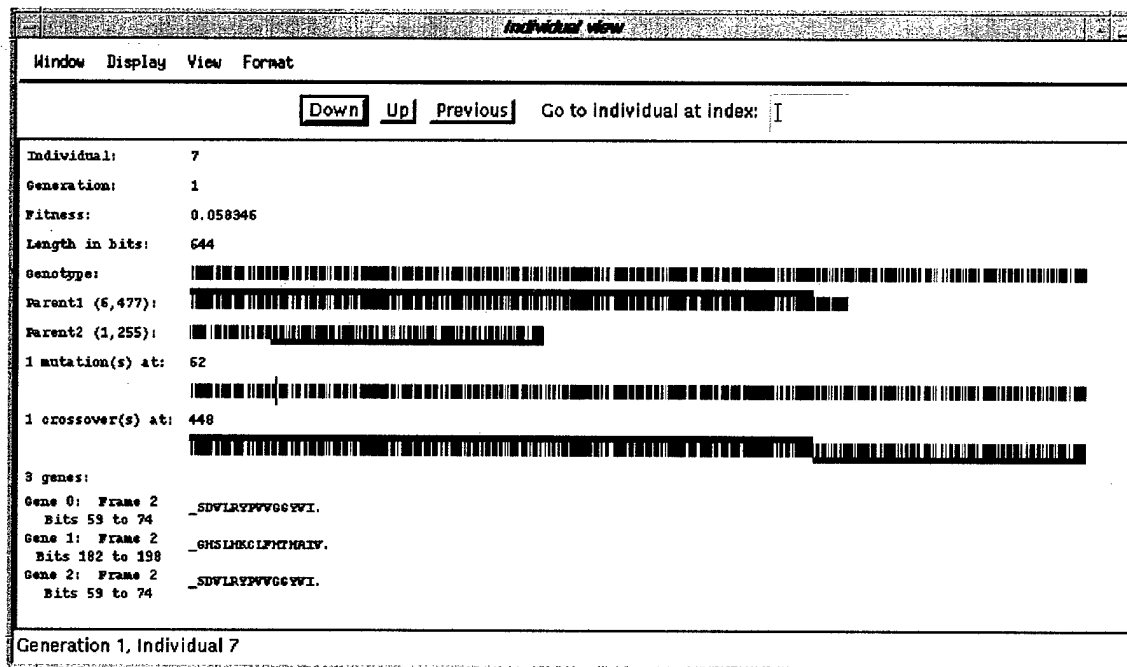 Individual view
Window Display View Format
Down Up Previous Go to individual at index:
Individual: 7
Generation: 1
Fitness: 0.058346
Length in bits: 644
Genotype:
Parent1 (6,477):
Parent2 (1,255):
1 mutation(s) at: 62
1 crossover(s) at: 448
3 genes:
Gene 0: Frame 2
Bits 59 to 74
_SDVLRYPVVGGYVI.
Gene 1: Frame 2
Bits 182 to 198
_GHSLHKCLFMTMAIV.
Gene 2: Frame 2
Bits 59 to 74
_SDVLRYPVVGGYVI.
Generation 1, Individual 7